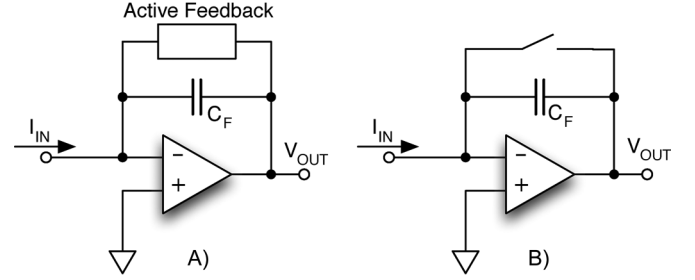 Active Feedback
C_F
I_IN
−
+
V_OUT
A)
C_F
I_IN
−
+
V_OUT
B)